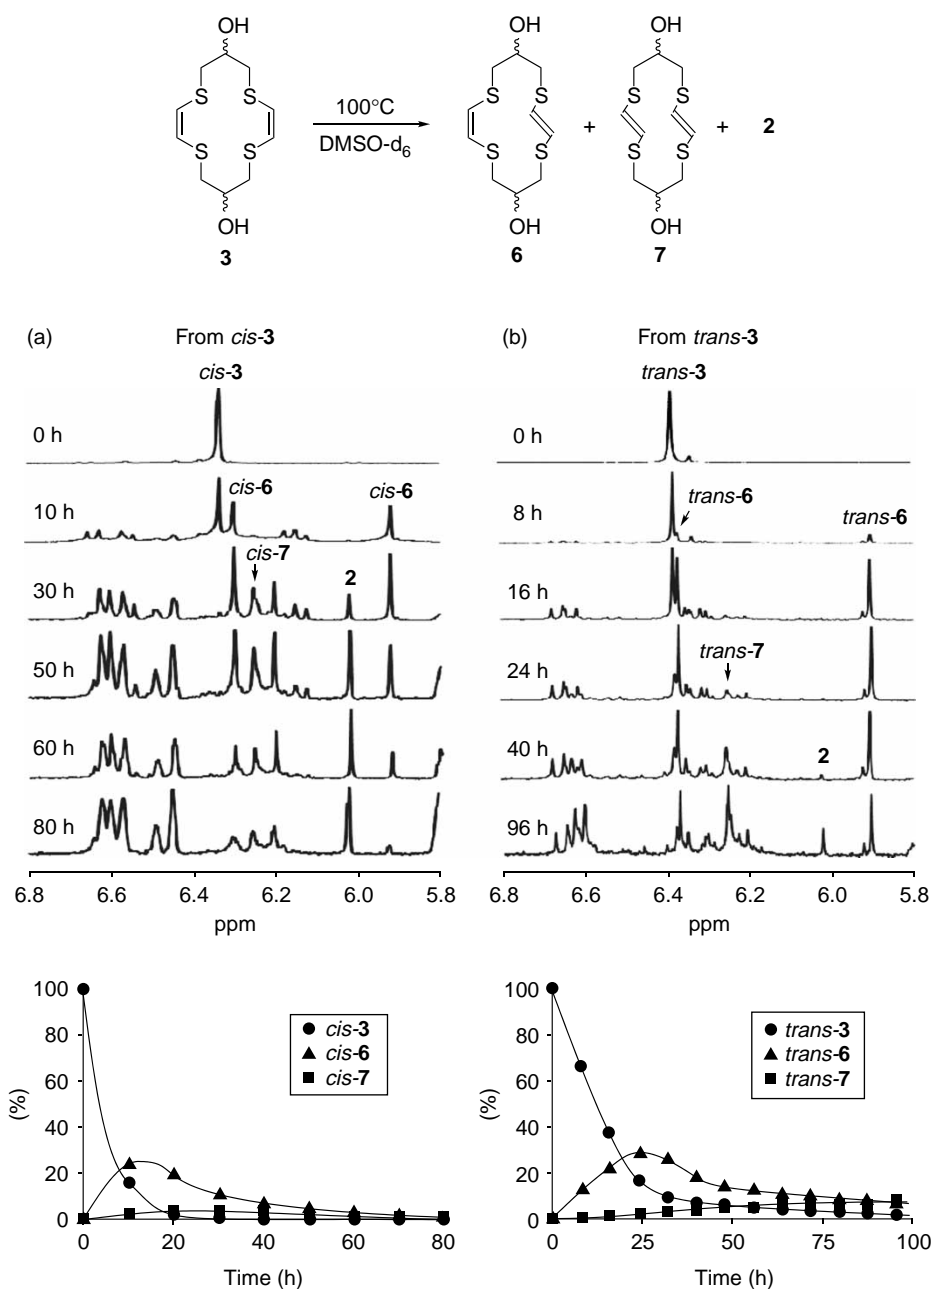 OH OH
S S S S S S
100°C
DMSO-d6
+ + 2
S S S S S S
OH OH OH
3 6 7
(a) From cis-3 (b) From trans-3
cis-3 trans-3
0 h 0 h
cis-6 cis-6 trans-6
10 h 8 h trans-6
cis-7
30 h 2 16 h
trans-7
50 h 24 h
60 h 40 h 2
80 h 96 h
6.8 6.6 6.4 6.2 6.0 5.8 6.8 6.6 6.4 6.2 6.0 5.8
ppm ppm
100 100
cis-3 trans-3
80 cis-6 80 trans-6
cis-7 trans-7
60 60
(%) (%)
40 40
20 20
0 0
0 20 40 60 80 0 25 50 75 100
Time (h) Time (h)